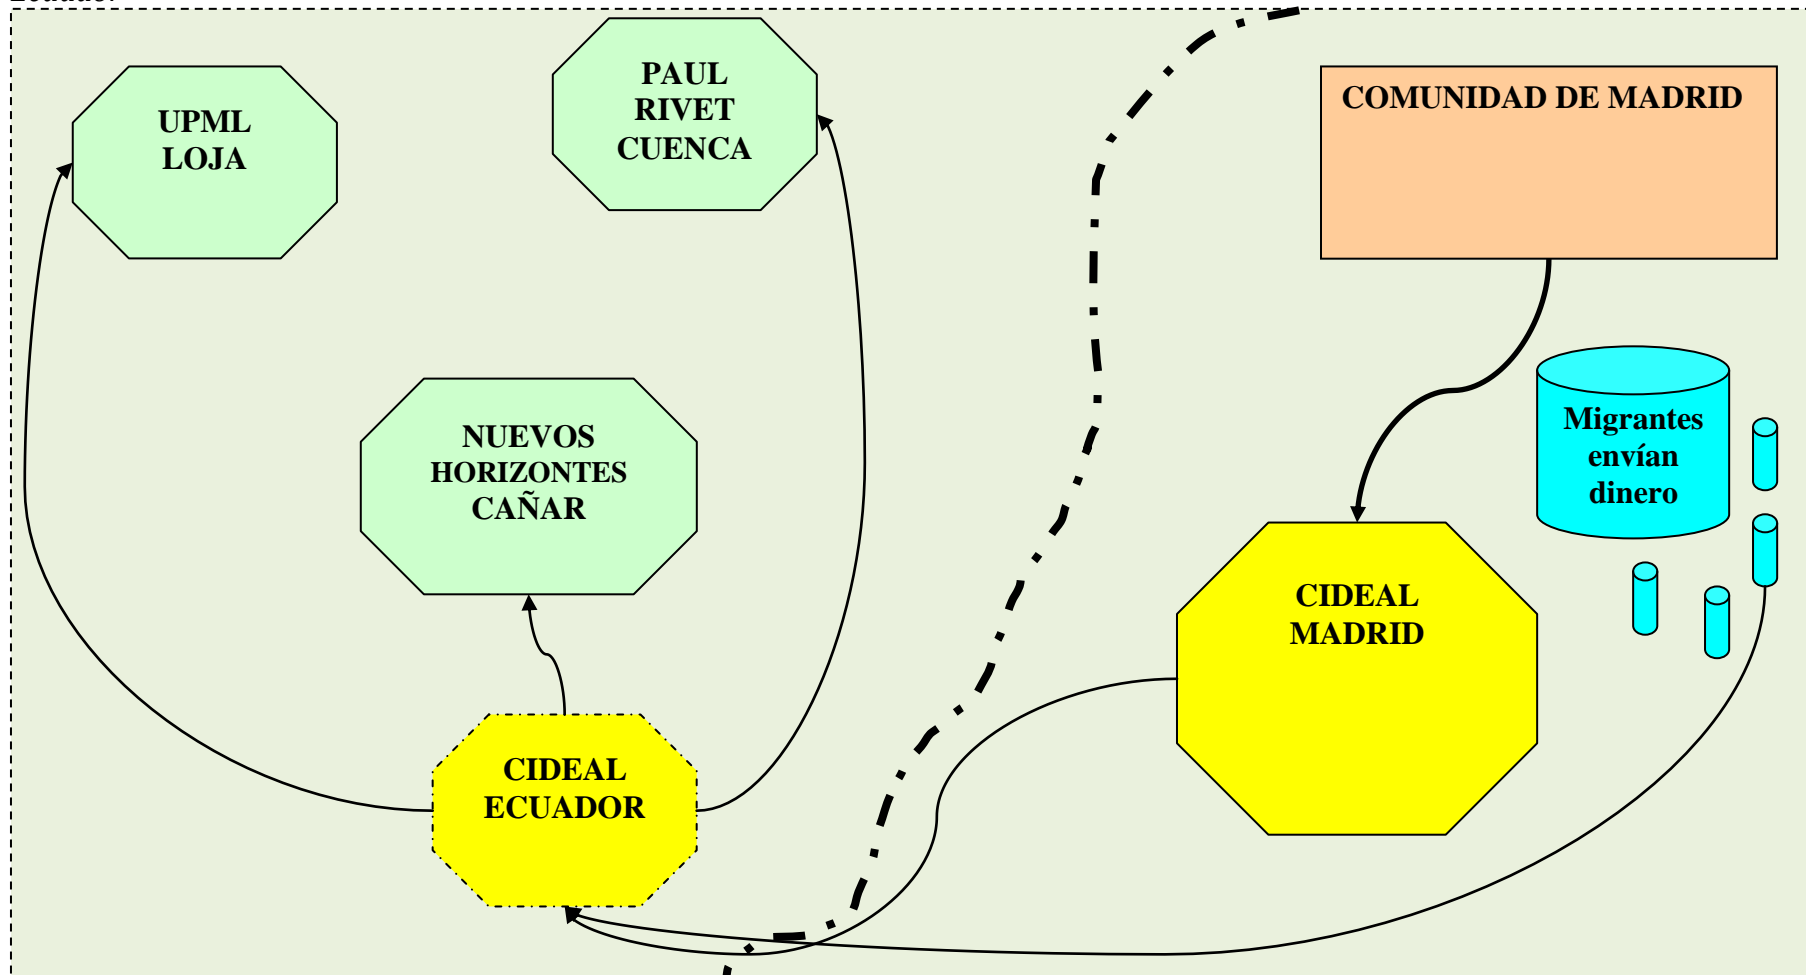 UPML
LOJA
PAUL
RIVET
CUENCA
COMUNIDAD DE MADRID
NUEVOS
HORIZONTES
CAÑAR
Migrantes
envían
dinero
CIDEAL
MADRID
CIDEAL
ECUADOR